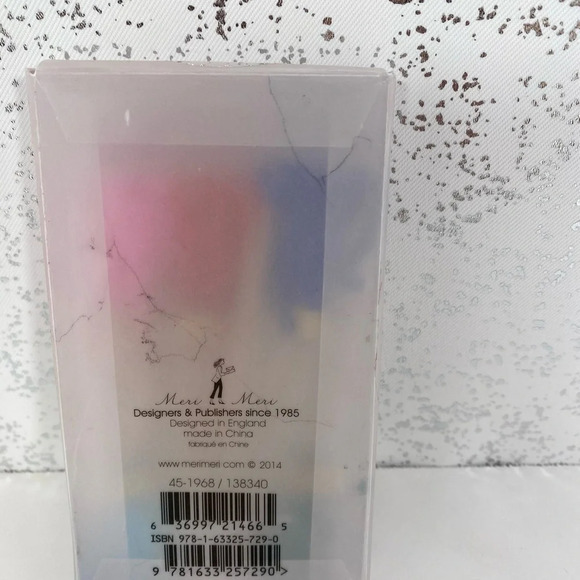 Meri Meri
Designers & Publishers since 1985
Designed in England
made in China
fabriqué en Chine
www.merimeri.com © 2014
45-1968 / 138340
6 36997 21466 5
ISBN 978-1-63325-729-0
9 781633 257290>